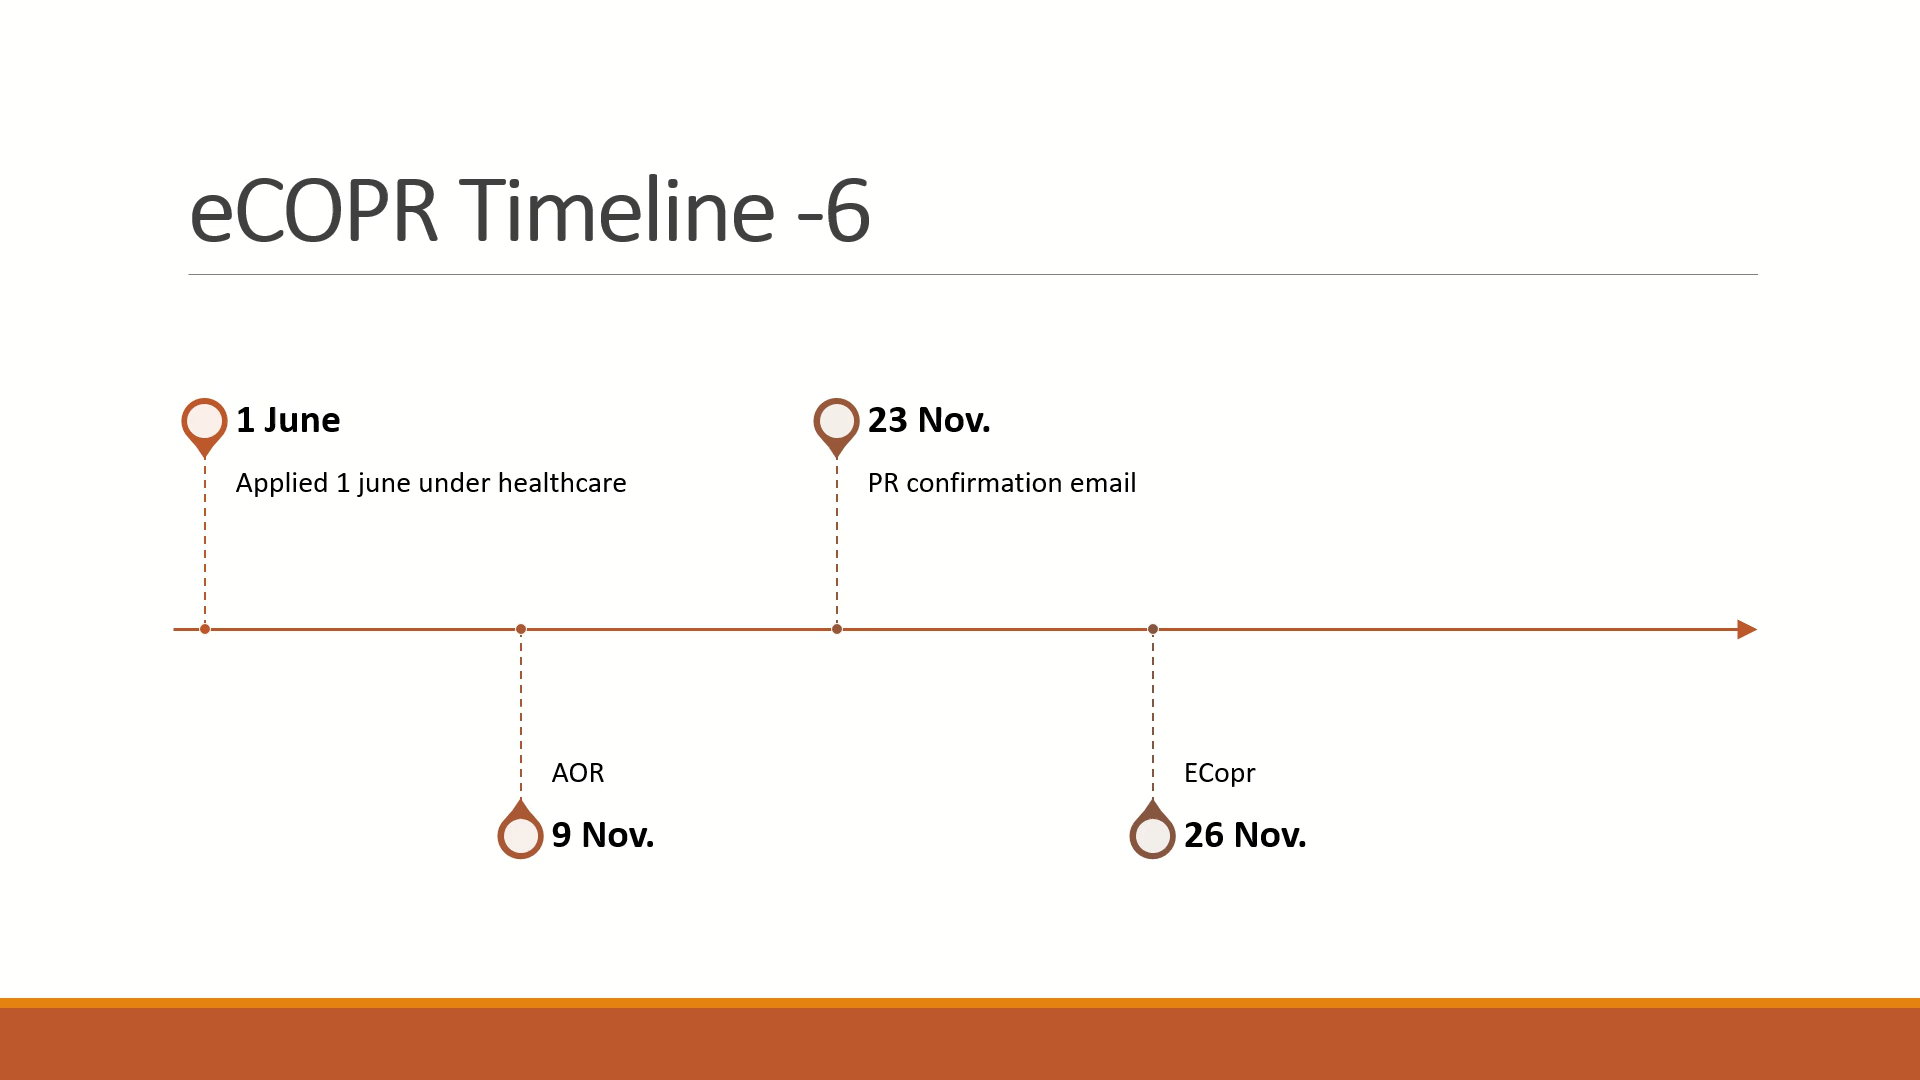 eCOPR Timeline -6
1 June
Applied 1 june under healthcare
23 Nov.
PR confirmation email
AOR
9 Nov.
ECopr
26 Nov.